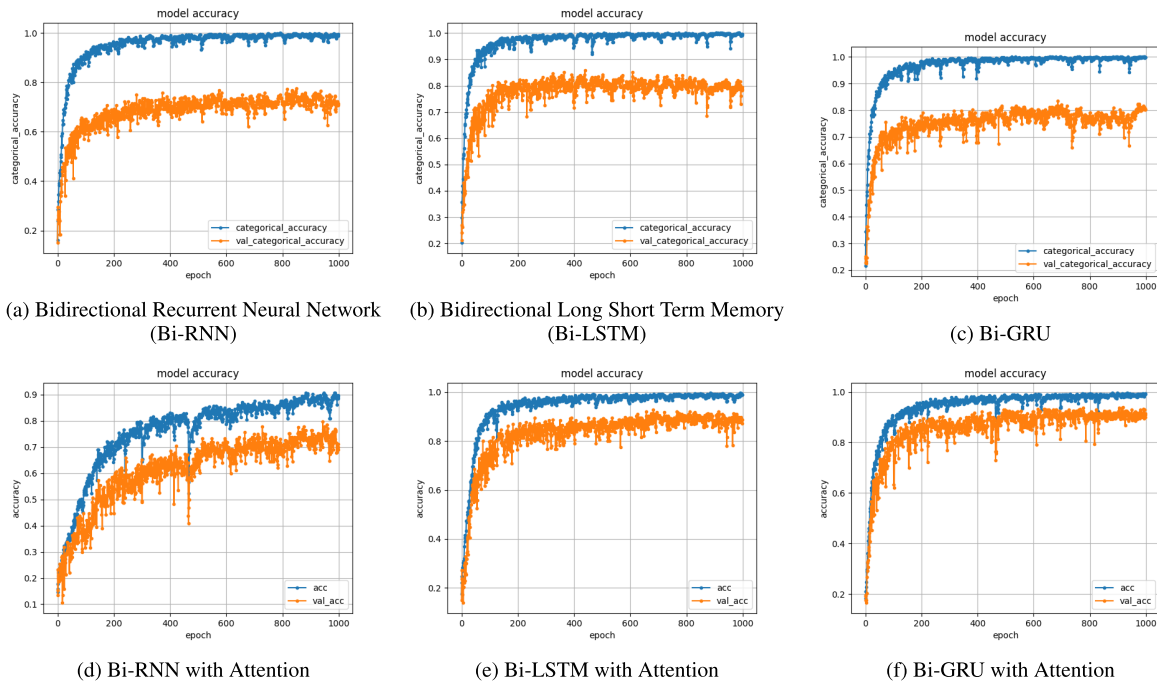 model accuracy
categorical_accuracy
1.0
0.8
0.6
0.4
0.2
0
200
400
600
800
1000
epoch
categorical_accuracy
val_categorical_accuracy
(a) Bidirectional Recurrent Neural Network
(Bi-RNN)
model accuracy
categorical_accuracy
1.0
0.9
0.8
0.7
0.6
0.5
0.4
0.3
0.2
0
200
400
600
800
1000
epoch
categorical_accuracy
val_categorical_accuracy
(b) Bidirectional Long Short Term Memory
(Bi-LSTM)
model accuracy
categorical_accuracy
1.0
0.9
0.8
0.7
0.6
0.5
0.4
0.3
0.2
0
200
400
600
800
1000
epoch
categorical_accuracy
val_categorical_accuracy
(c) Bi-GRU
model accuracy
accuracy
0.9
0.8
0.7
0.6
0.5
0.4
0.3
0.2
0.1
0
200
400
600
800
1000
epoch
acc
val_acc
(d) Bi-RNN with Attention
model accuracy
accuracy
1.0
0.8
0.6
0.4
0.2
0
200
400
600
800
1000
epoch
acc
val_acc
(e) Bi-LSTM with Attention
model accuracy
accuracy
1.0
0.8
0.6
0.4
0.2
0
200
400
600
800
1000
epoch
acc
val_acc
(f) Bi-GRU with Attention